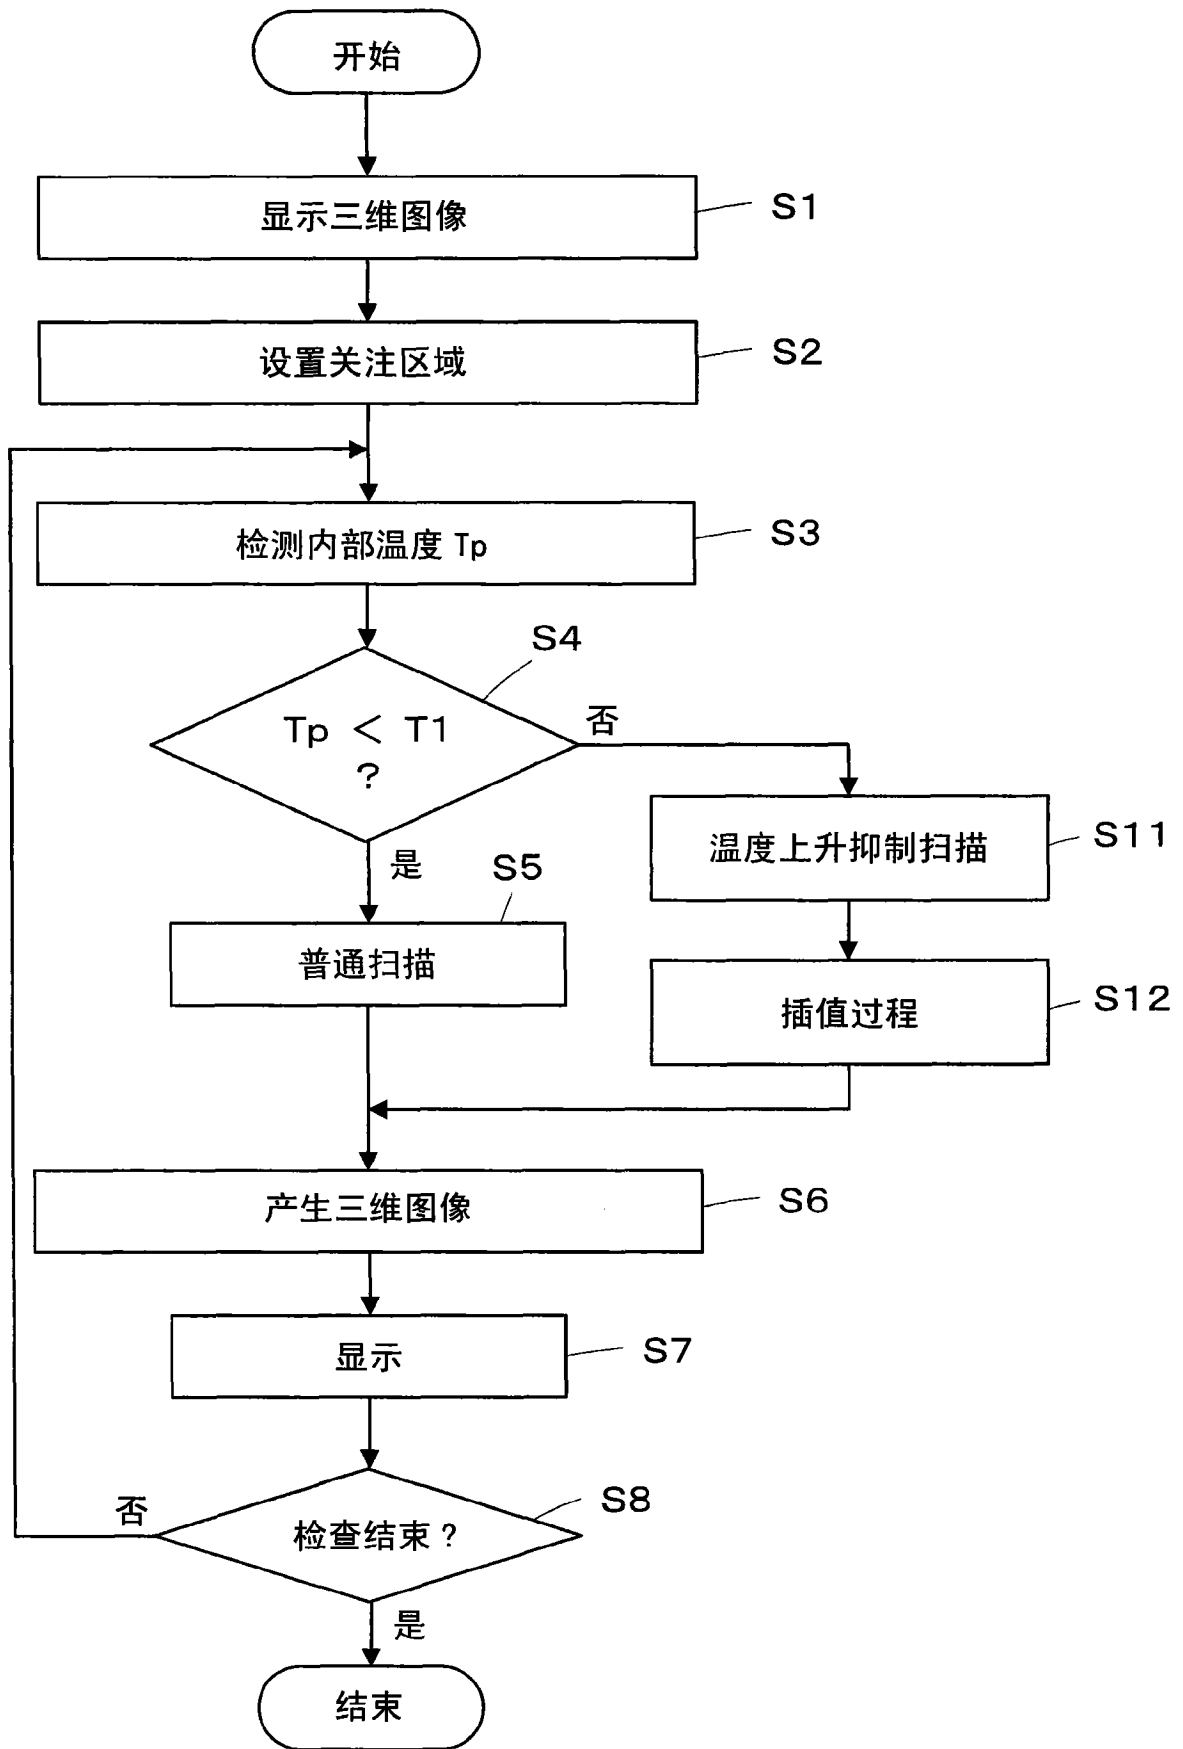 开始
显示三维图像
S1
设置关注区域
S2
检测内部温度 Tp
S3
S4
Tp < T1
?
否
是
温度上升抑制扫描
S11
S5
普通扫描
插值过程
S12
产生三维图像
S6
显示
S7
否
检查结束?
S8
是
结束